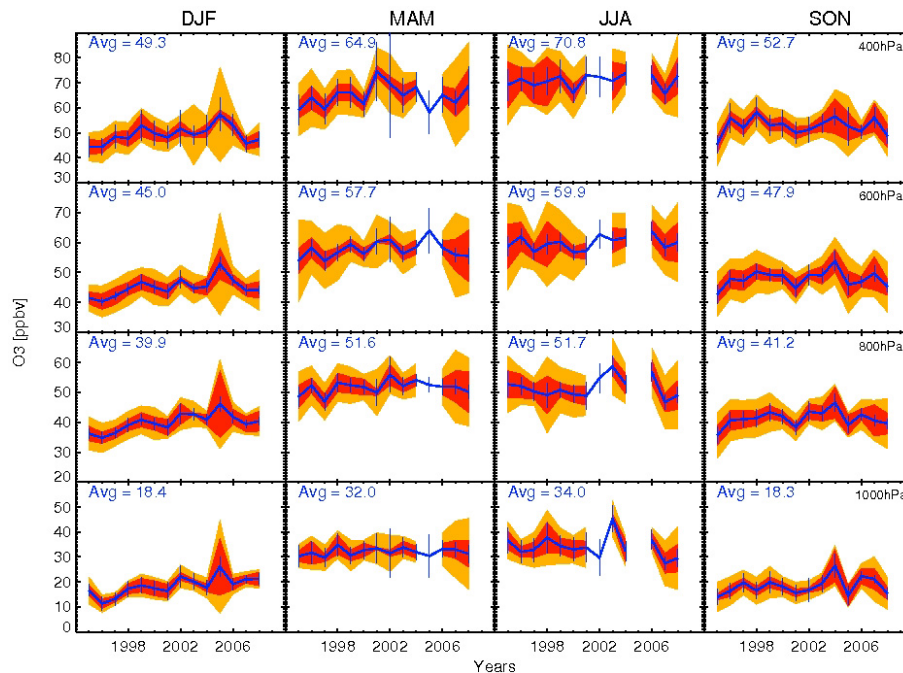 DJF MAM JJA SON
Avg = 49.3 Avg = 64.9 Avg = 70.8 Avg = 52.7 400hPa
80
70
60
50
40
30
Avg = 45.0 Avg = 57.7 Avg = 59.9 Avg = 47.9 600hPa
70
60
50
40
30
O3 [ppbv]
Avg = 39.9 Avg = 51.6 Avg = 51.7 Avg = 41.2 800hPa
60
50
40
30
20
Avg = 18.4 Avg = 32.0 Avg = 34.0 Avg = 18.3 1000hPa
50
40
30
20
10
0
1998 2002 2006 1998 2002 2006 1998 2002 2006 1998 2002 2006
Years